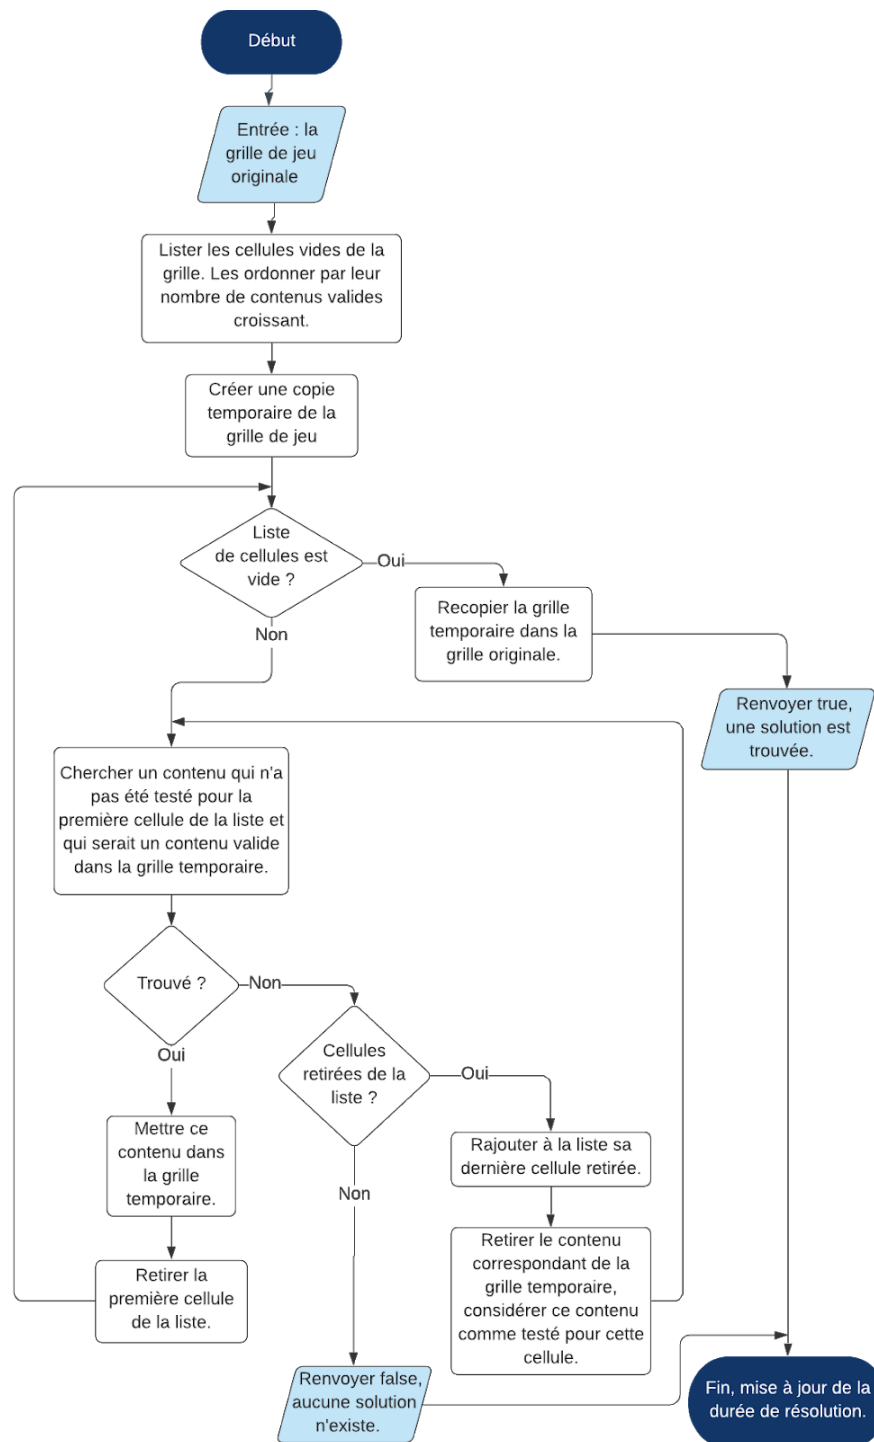 Début
Entrée : la
grille de jeu
originale
Lister les cellules vides de la
grille. Les ordonner par leur
nombre de contenus valides
croissant.
Créer une copie
temporaire de la
grille de jeu
Liste
de cellules est
vide ?
Oui
Non
Recopier la grille
temporaire dans la
grille originale.
Renvoyer true,
une solution est
trouvée.
Chercher un contenu qui n'a
pas été testé pour la
première cellule de la liste et
qui serait un contenu valide
dans la grille temporaire.
Trouvé ?
Non
Oui
Cellules
retirées de la
liste ?
Oui
Non
Mettre ce
contenu dans
la grille
temporaire.
Rajouter à la liste sa
dernière cellule retirée.
Retirer la
première cellule
de la liste.
Retirer le contenu
correspondant de la
grille temporaire,
considérer ce contenu
comme testé pour cette
cellule.
Renvoyer false,
aucune solution
n'existe.
Fin, mise à jour de la
durée de résolution.